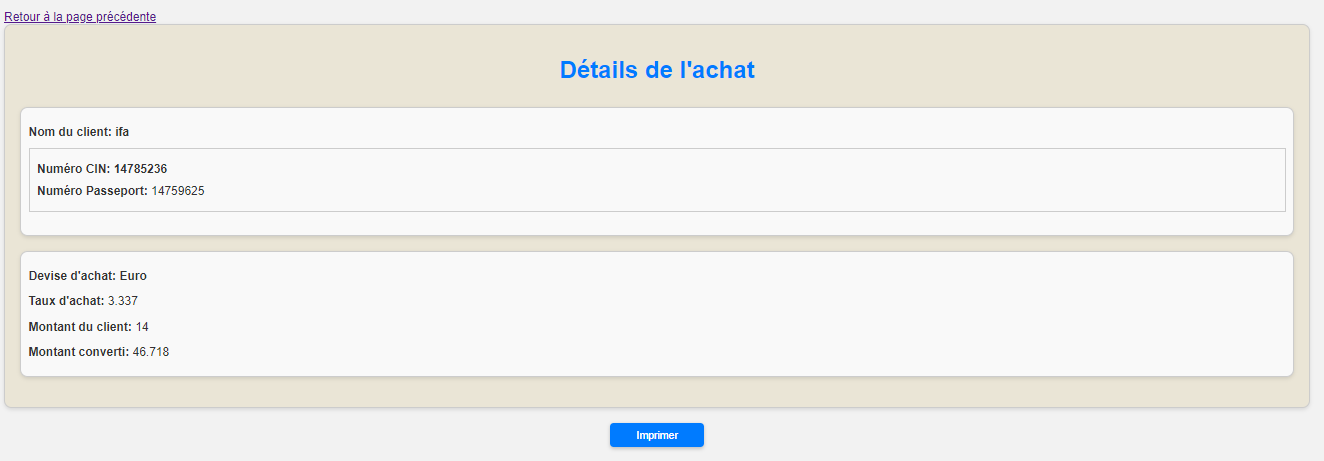 Retour à la page précédente
Détails de l'achat
Nom du client: ifa
Numéro CIN: 14785236
Numéro Passeport: 14759625
Devise d'achat: Euro
Taux d'achat: 3.337
Montant du client: 14
Montant converti: 46.718
Imprimer